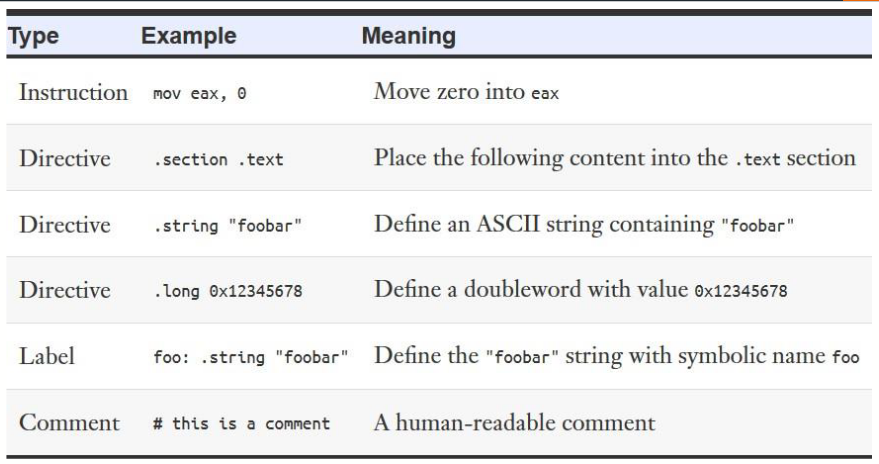 Type Example Meaning
Instruction mov eax, 0 Move zero into eax
Directive .section .text Place the following content into the .text section
Directive .string "foobar" Define an ASCII string containing "foobar"
Directive .long 0x12345678 Define a doubleword with value 0x12345678
Label foo: .string "foobar" Define the "foobar" string with symbolic name foo
Comment # this is a comment A human-readable comment